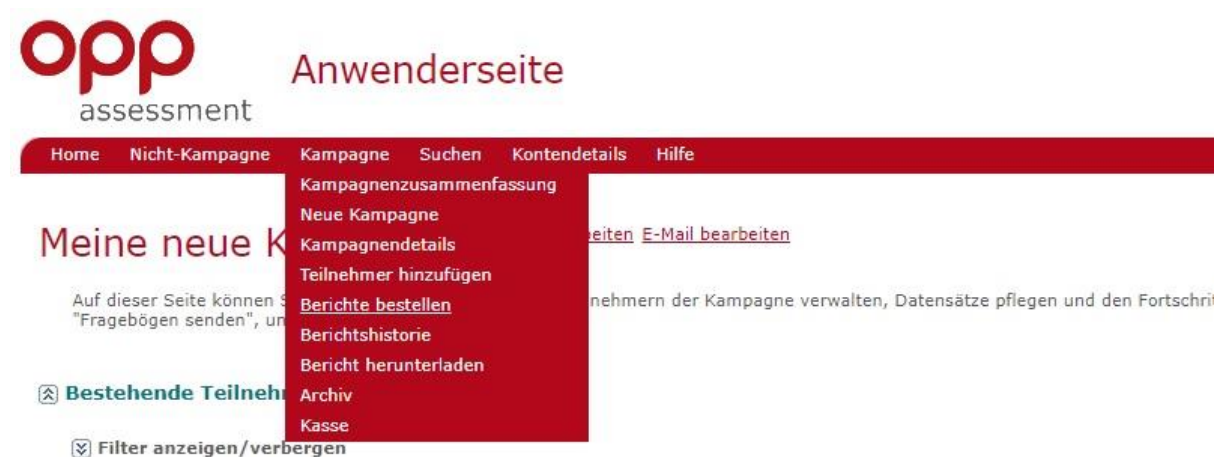 opp
assessment
Anwenderseite
Home Nicht-Kampagne Kampagne Suchen Kontendetails Hilfe
Kampagnenzusammenfassung
Neue Kampagne
Kampagnendetails
Teilnehmer hinzufügen
Berichte bestellen
Berichtshistorie
Bericht herunterladen
Archiv
Kasse
Meine neue K eiten E-Mail bearbeiten
Auf dieser Seite können nehmern der Kampagne verwalten, Datensätze pflegen und den Fortschrit
"Fragebögen senden", un
Bestehende Teilneh
Filter anzeigen/verbergen